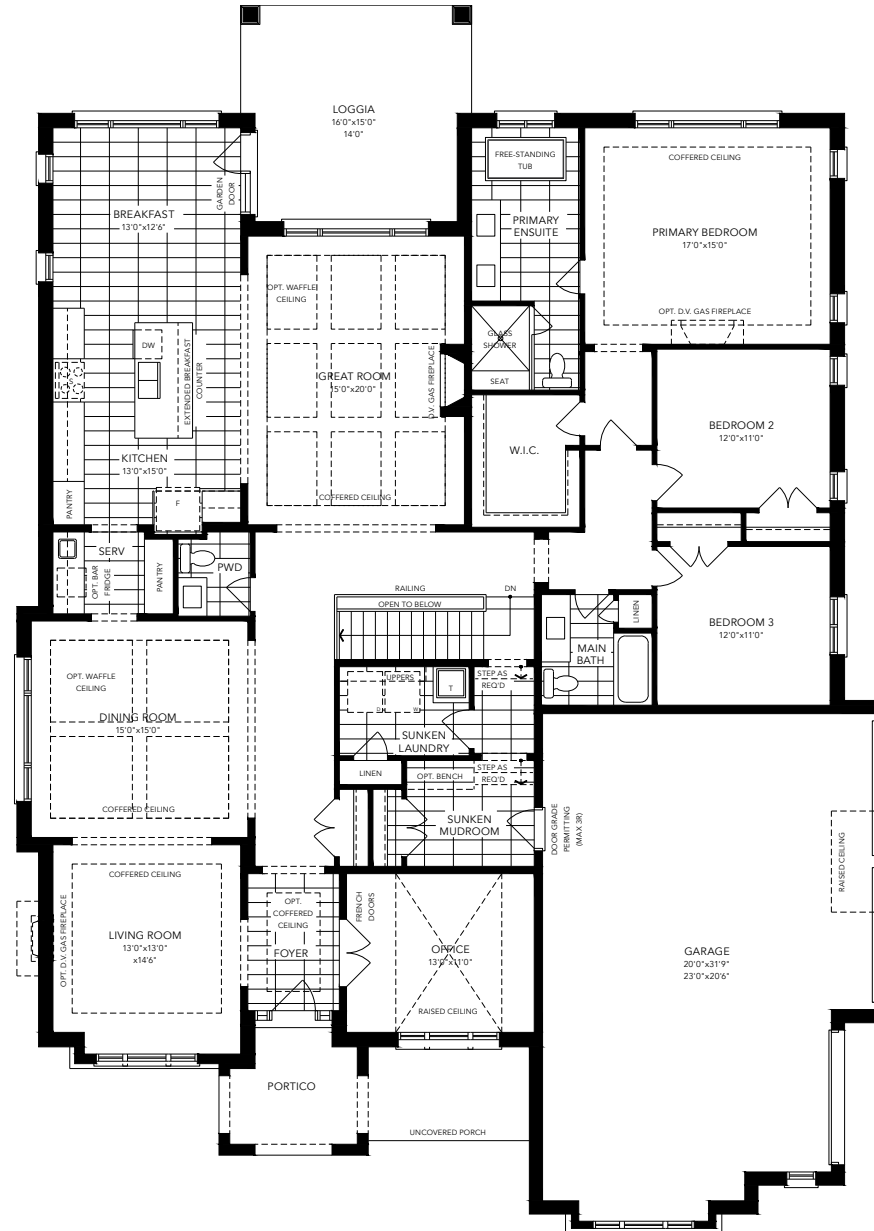 LOGGIA
16'0"x15'0"
14'0"
FREE-STANDING
TUB
COFFERED CEILING
GARDEN
DOOR
BREAKFAST
13'0"x12'6"
PRIMARY
ENSUITE
PRIMARY BEDROOM
17'0"x15'0"
OPT. WAFFLE
CEILING
OPT. D.V. GAS FIREPLACE
GLASS
SHOWER
SEAT
DW
EXTENDED BREAKFAST
COUNTER
S
GREAT ROOM
15'0"x20'0"
D.V. GAS FIREPLACE
BEDROOM 2
12'0"x11'0"
W.I.C.
KITCHEN
13'0"x15'0"
PANTRY
F
COFFERED CEILING
SERV
OPT. BAR
FRIDGE
PANTRY
PWD
RAILING
DN
OPEN TO BELOW
LINEN
BEDROOM 3
12'0"x11'0"
MAIN
BATH
OPT. WAFFLE
CEILING
UPPERS
D
W
T
STEP AS
REQ'D
DINING ROOM
15'0"x15'0"
SUNKEN
LAUNDRY
LINEN
OPT. BENCH
STEP AS
REQ'D
COFFERED CEILING
SUNKEN
MUDROOM
DOOR GRADE
PERMITTING
(MAX 3R)
RAISED CEILING
COFFERED CEILING
OPT. D.V. GAS FIREPLACE
LIVING ROOM
13'0"x13'0"
x14'6"
OPT.
COFFERED
CEILING
FOYER
FRENCH
DOORS
OFFICE
13'0"x11'0"
RAISED CEILING
GARAGE
20'0"x31'9"
23'0"x20'6"
PORTICO
UNCOVERED PORCH